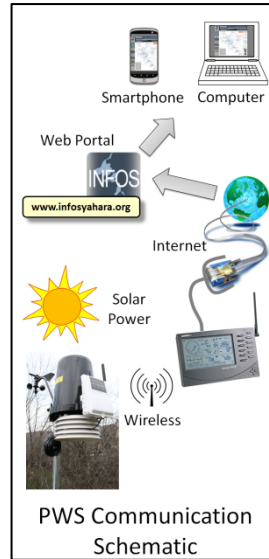 Smartphone
Computer
Web Portal
INFOS
www.infosyahara.org
Internet
Solar
Power
Wireless
PWS Communication
Schematic